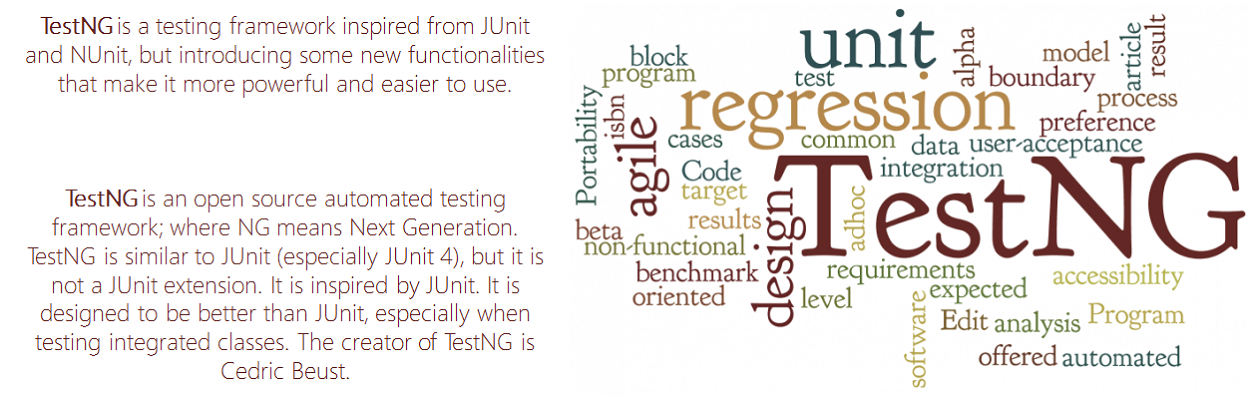 TestNG is a testing framework inspired from JUnit
and NUnit, but introducing some new functionalities
that make it more powerful and easier to use.
TestNG is an open source automated testing
framework; where NG means Next Generation.
TestNG is similar to JUnit (especially JUnit 4), but it is
not a JUnit extension. It is inspired by JUnit. It is
designed to be better than JUnit, especially when
testing integrated classes. The creator of TestNG is
Cedric Beust.
unit
block
program
test
alpha
model
article
result
boundary
process
Portability
isbn
agile
regression
preference
cases
common
data
user-acceptance
integration
Code
target
results
TestNG
adhoc
design
beta
non-functional
benchmark
oriented
requirements
level
expected
accessibility
software
Edit
analysis
Program
offered
automated